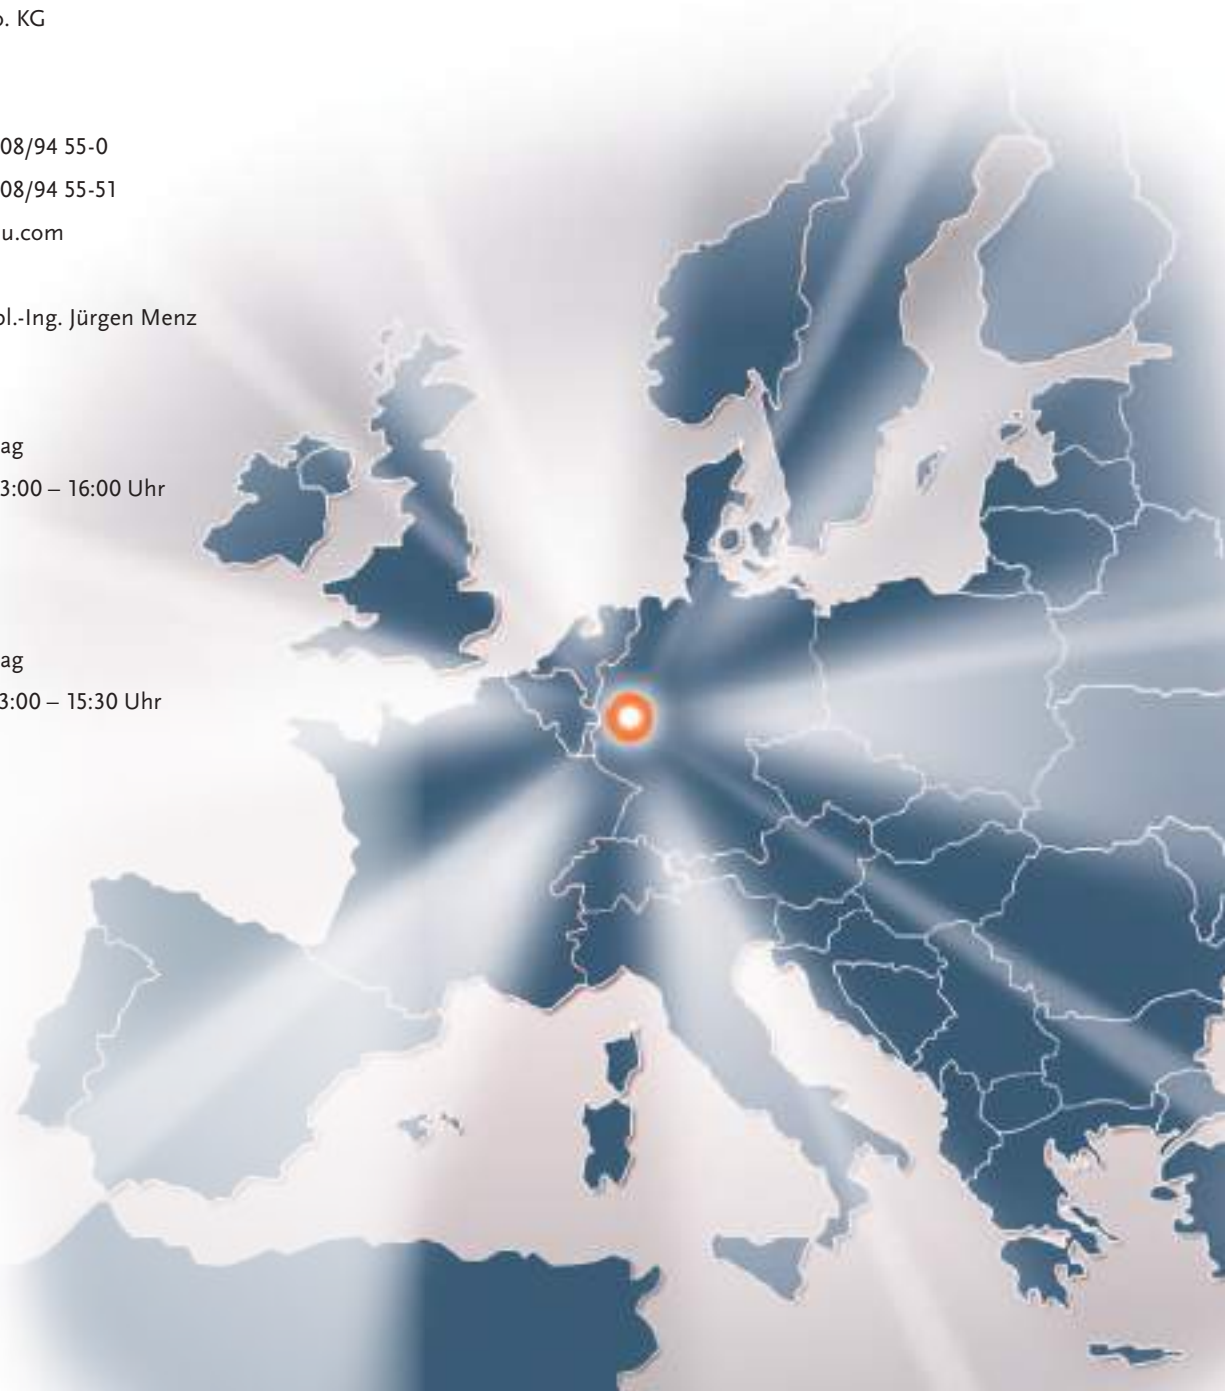 o. KG
08/94 55-0
08/94 55-51
u.com
ol.-Ing. Jürgen Menz
ag
3:00 – 16:00 Uhr
ag
3:00 – 15:30 Uhr